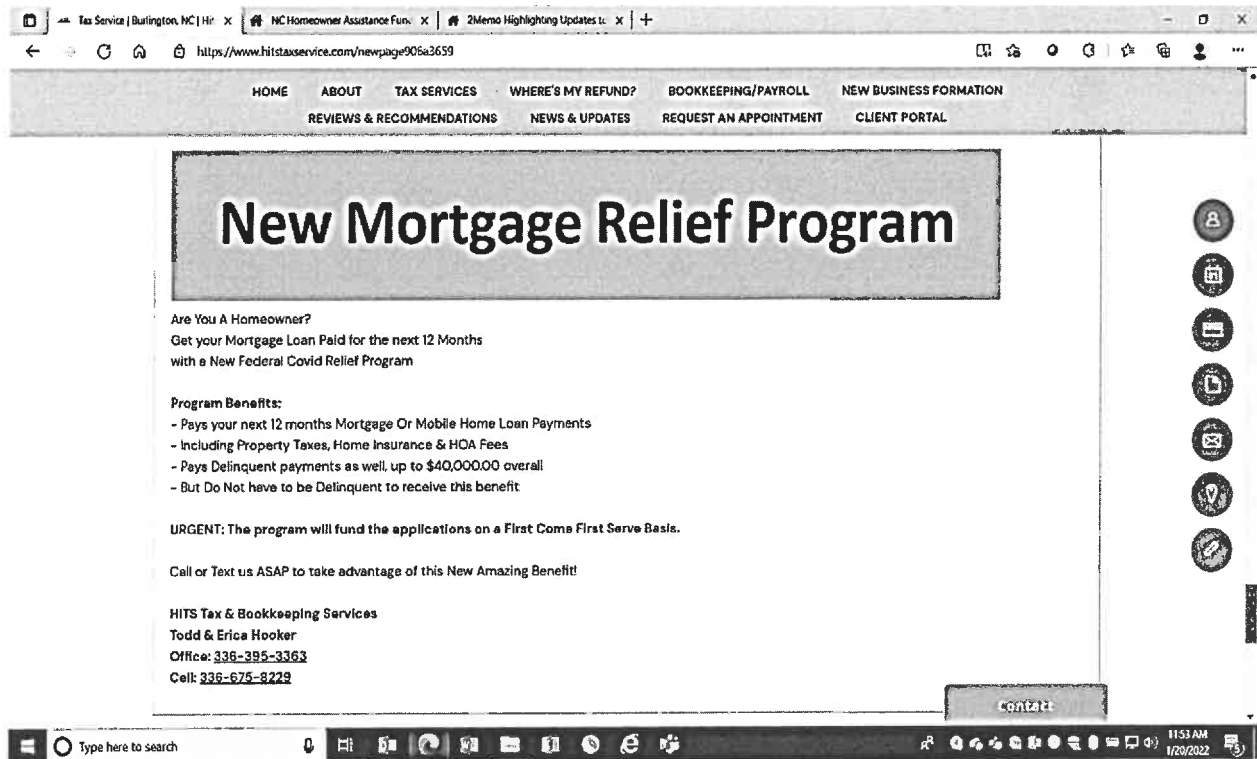 Tax Service | Burlington, NC | Hit
NC Homeowner Assistance Fun
2Memo Highlighting Updates to
https://www.hitstaxservice.com/newpage906a3659
HOME ABOUT TAX SERVICES WHERE'S MY REFUND? BOOKKEEPING/PAYROLL NEW BUSINESS FORMATION
REVIEWS & RECOMMENDATIONS NEWS & UPDATES REQUEST AN APPOINTMENT CLIENT PORTAL
New Mortgage Relief Program
Are You A Homeowner?
Get your Mortgage Loan Paid for the next 12 Months
with a New Federal Covid Relief Program
Program Benefits:
- Pays your next 12 months Mortgage Or Mobile Home Loan Payments
- Including Property Taxes, Home Insurance & HOA Fees
- Pays Delinquent payments as well, up to $40,000.00 overall
- But Do Not have to be Delinquent to receive this benefit
URGENT: The program will fund the applications on a First Come First Serve Basis.
Call or Text us ASAP to take advantage of this New Amazing Benefit!
HITS Tax & Bookkeeping Services
Todd & Erica Hooker
Office: 336-395-3363
Cell: 336-675-8229
Contact
Type here to search
11:53 AM
1/20/2022